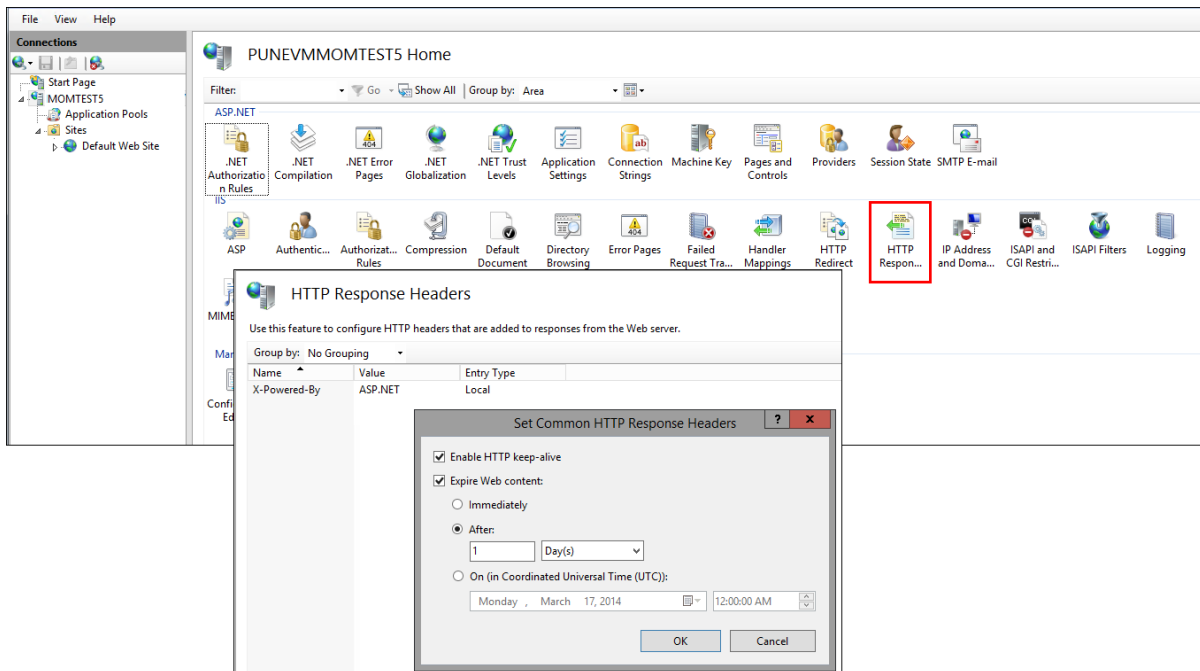 File View Help
Connections
Start Page
MOMTEST5
Application Pools
Sites
Default Web Site
PUNEVMMOMTEST5 Home
Filter: Go Show All Group by: Area
ASP.NET
.NET Authorizatio n Rules
.NET Compilation
.NET Error Pages
.NET Globalization
.NET Trust Levels
Application Settings
Connection Strings
Machine Key
Pages and Controls
Providers
Session State
SMTP E-mail
IIS
ASP
Authentic...
Authorizat... Rules
Compression
Default Document
Directory Browsing
Error Pages
Failed Request Tra...
Handler Mappings
HTTP Redirect
HTTP Respon...
IP Address and Doma...
ISAPI and CGI Restri...
ISAPI Filters
Logging
MIME
Mar
Confi
Ed
HTTP Response Headers
Use this feature to configure HTTP headers that are added to responses from the Web server.
Group by: No Grouping
Name Value Entry Type
X-Powered-By ASP.NET Local
Set Common HTTP Response Headers ? x
Enable HTTP keep-alive
Expire Web content:
Immediately
After:
1 Day(s)
On (in Coordinated Universal Time (UTC)):
Monday , March 17, 2014 12:00:00 AM
OK Cancel